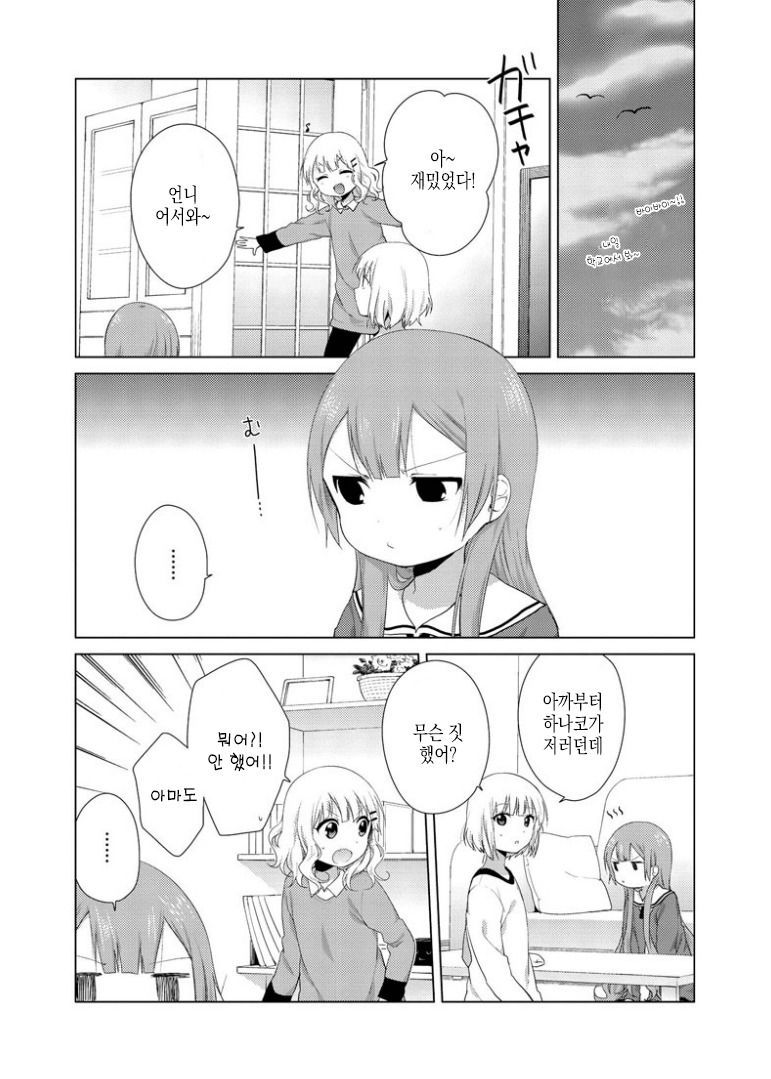 바이바이~!!
내일
학교에서 봐~
ガチャ
아~
재밌었다!
언니
어서와~
む
ー
…
……
아까부터
하나코가
저러던데
무슨 짓
했어?
뭐어?!
안 했어!!
아마도
……